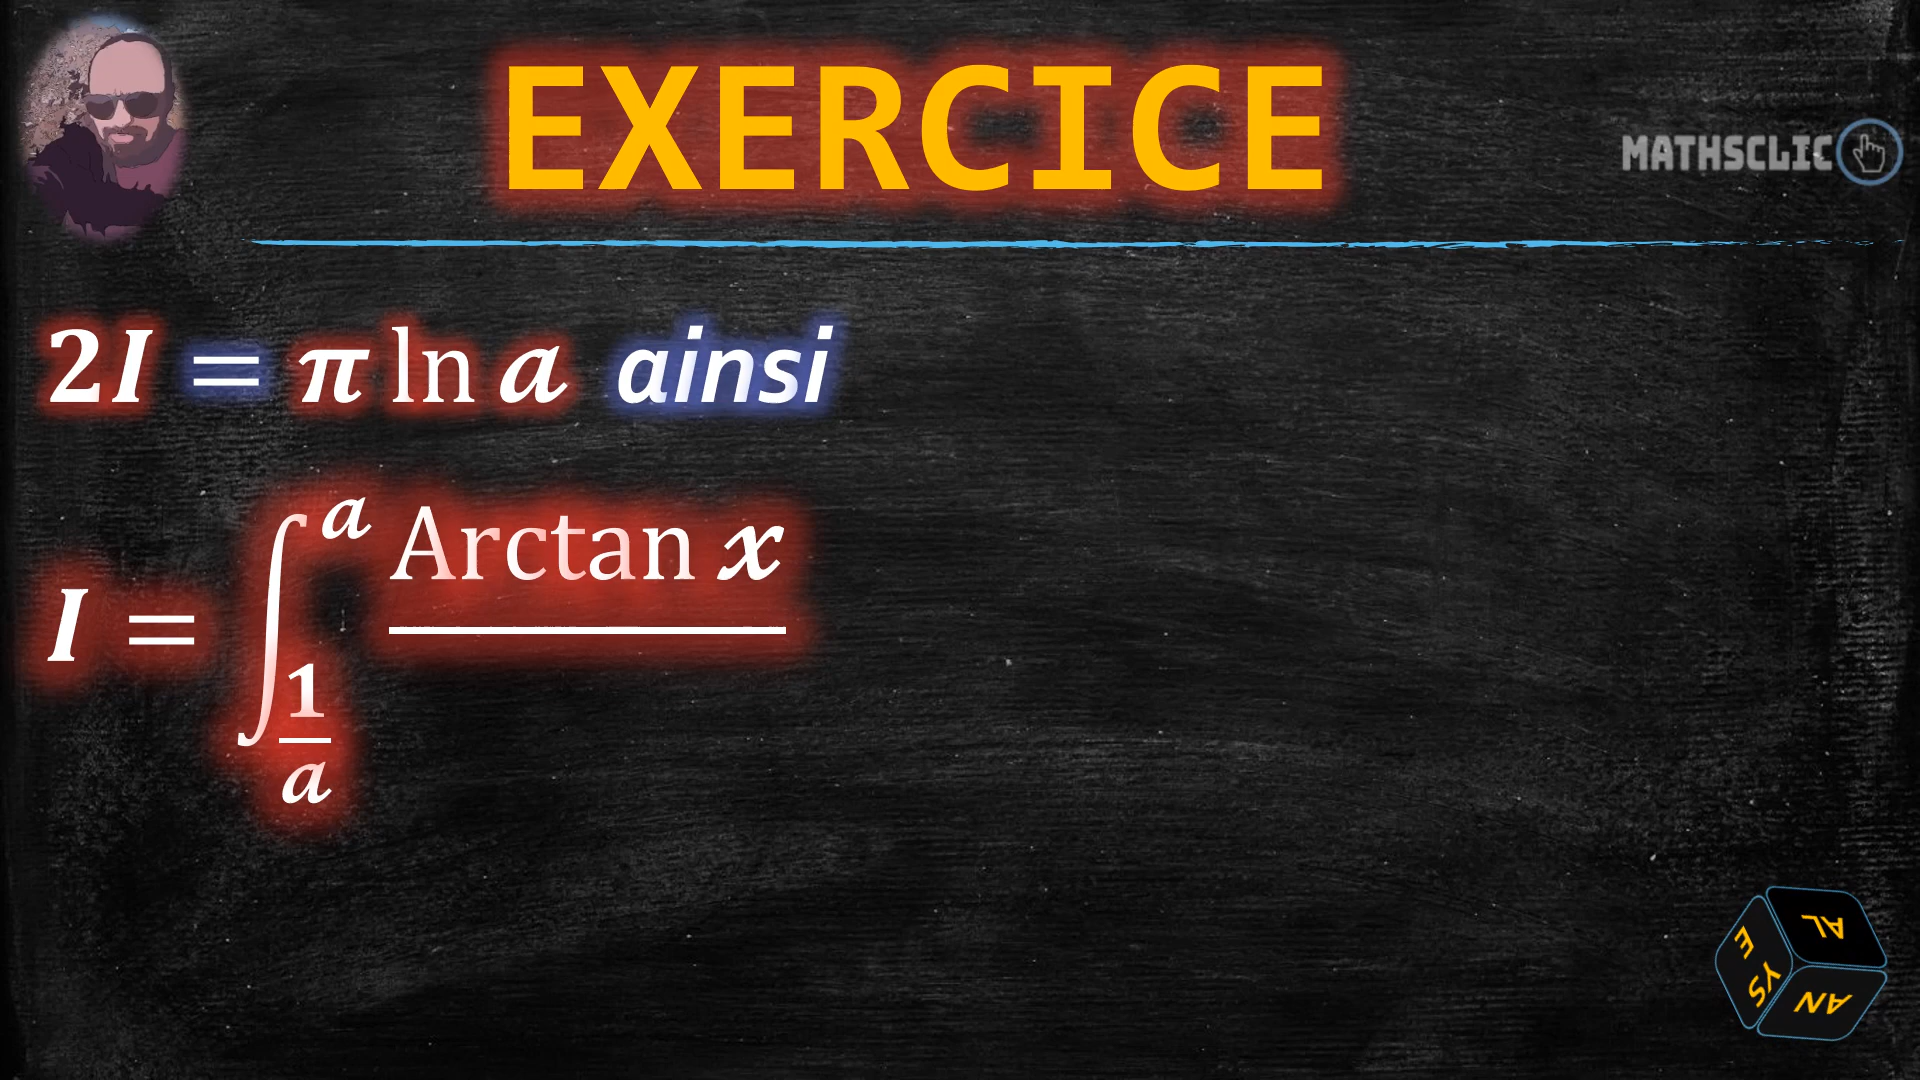 EXERCICE
MATHSCLIC
2I = π ln a ainsi
I = ∫_{1/a}^{a} Arctan x
AN
AL
YS
E